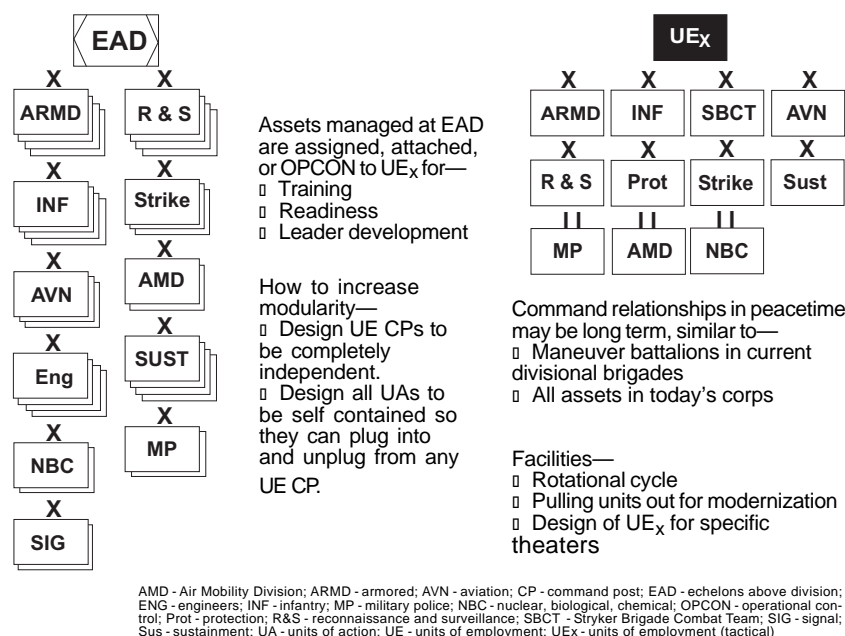 EAD
X X
ARMD R & S
X X
INF Strike
X X
AVN AMD
X X
Eng SUST
X X
NBC MP
X
SIG
Assets managed at EAD
are assigned, attached,
or OPCON to UEX for—
▯ Training
▯ Readiness
▯ Leader development
How to increase
modularity—
▯ Design UE CPs to
be completely
independent.
▯ Design all UAs to
be self contained so
they can plug into
and unplug from any
UE CP.
UEX
X X X X
ARMD INF SBCT AVN
X X X X
R & S Prot Strike Sust
II II II
MP AMD NBC
Command relationships in peacetime
may be long term, similar to—
▯ Maneuver battalions in current
divisional brigades
▯ All assets in today's corps
Facilities—
▯ Rotational cycle
▯ Pulling units out for modernization
▯ Design of UEX for specific
theaters
AMD - Air Mobility Division; ARMD - armored; AVN - aviation; CP - command post; EAD - echelons above division;
ENG - engineers; INF - infantry; MP - military police; NBC - nuclear, biological, chemical; OPCON - operational con-
trol; Prot - protection; R&S - reconnaissance and surveillance; SBCT - Stryker Brigade Combat Team; SIG - signal;
Sus - sustainment; UA - units of action; UE - units of employment; UEx - units of employment (tactical)